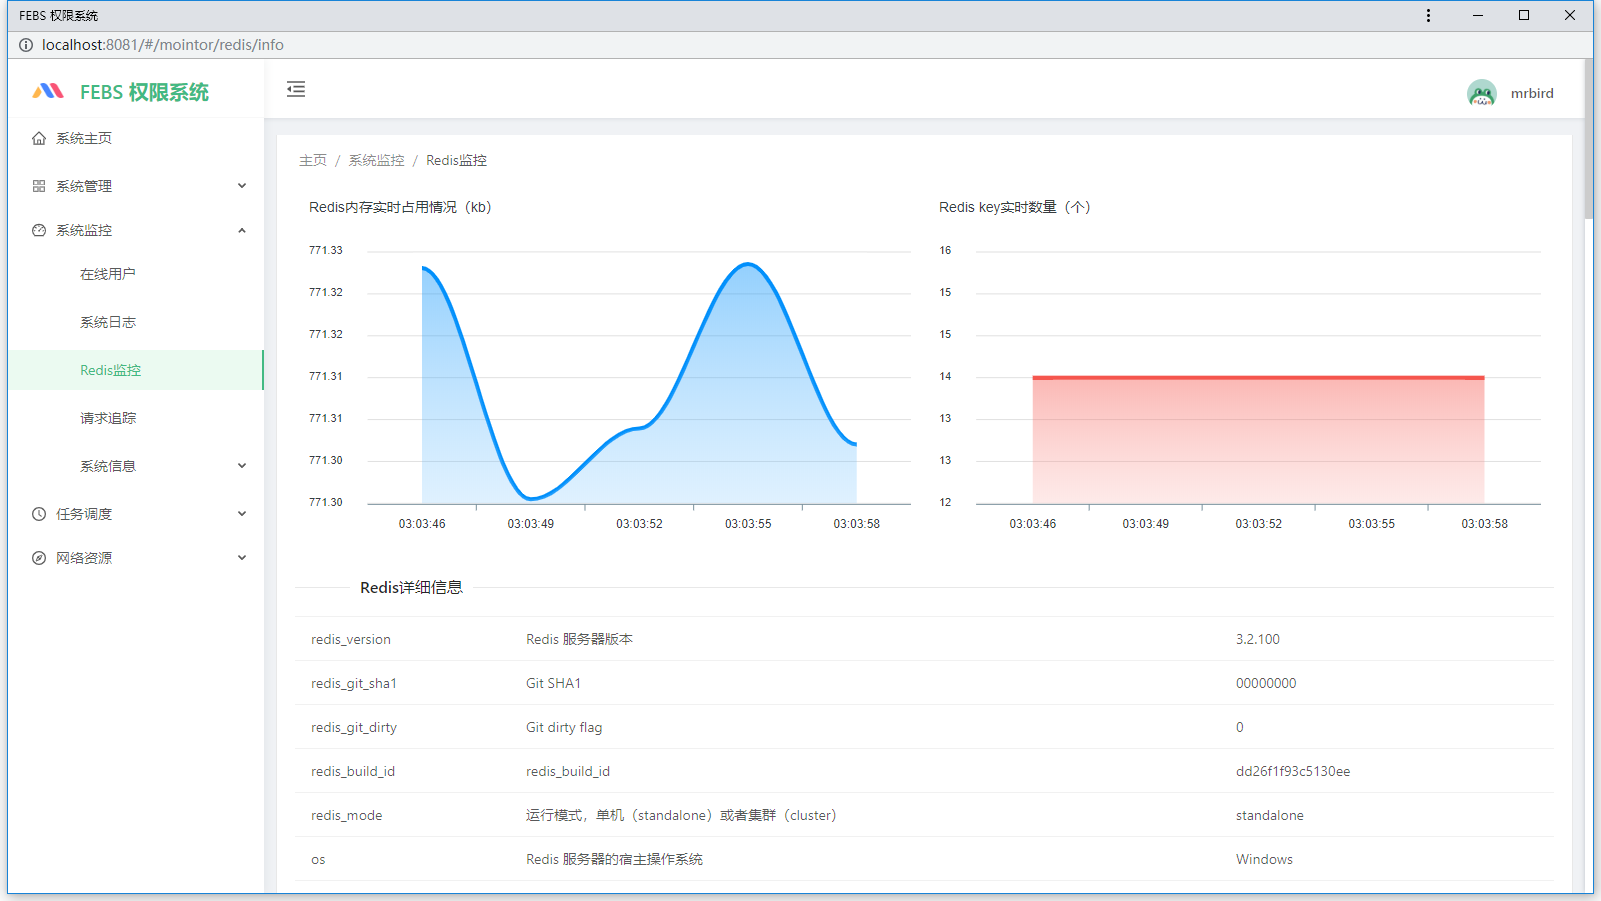 FEBS 权限系统
localhost:8081/#/mointor/redis/info
FEBS 权限系统
mrbird
系统主页
系统管理
系统监控
在线用户
系统日志
Redis监控
请求追踪
系统信息
任务调度
网络资源
主页 / 系统监控 / Redis监控
Redis内存实时占用情况（kb）
771.33
771.32
771.32
771.31
771.31
771.30
771.30
03:03:46 03:03:49 03:03:52 03:03:55 03:03:58
Redis key实时数量（个）
16
15
15
14
13
13
12
03:03:46 03:03:49 03:03:52 03:03:55 03:03:58
Redis详细信息
redis_version Redis 服务器版本 3.2.100
redis_git_sha1 Git SHA1 00000000
redis_git_dirty Git dirty flag 0
redis_build_id redis_build_id dd26f1f93c5130ee
redis_mode 运行模式，单机（standalone）或者集群（cluster） standalone
os Redis 服务器的宿主操作系统 Windows